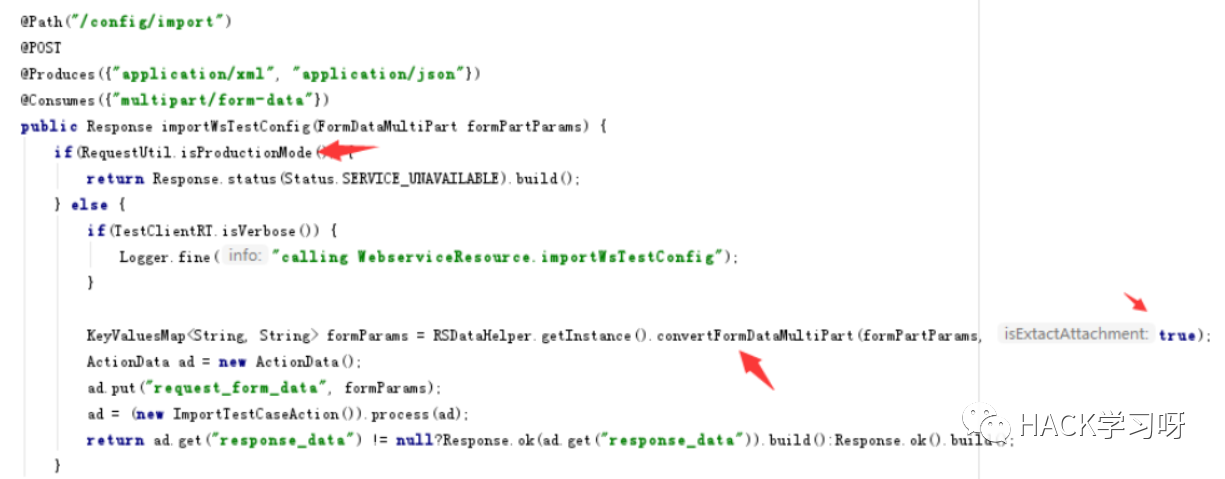 @Path("/config/import")
@POST
@Produces({"application/xml", "application/json"})
@Consumes({"multipart/form-data"})
public Response importWsTestConfig(FormDataMultiPart formPartParams) {
if(RequestUtil.isProductionMode() {
return Response.status(Status.SERVICE_UNAVAILABLE).build();
} else {
if(TestClientRT.isVerbose()) {
Logger.fine( info: "calling WebserviceResource.importWsTestConfig");
}
KeyValuesMap<String, String> formParams = RSDataHelper.getInstance().convertFormDataMultiPart(formPartParams, isExtactAttachment: true);
ActionData ad = new ActionData();
ad.put("request_form_data", formParams);
ad = (new ImportTestCaseAction()).process(ad);
return ad.get("response_data") != null?Response.ok(ad.get("response_data")).build():Response.ok().build();
}
HACK学习呀